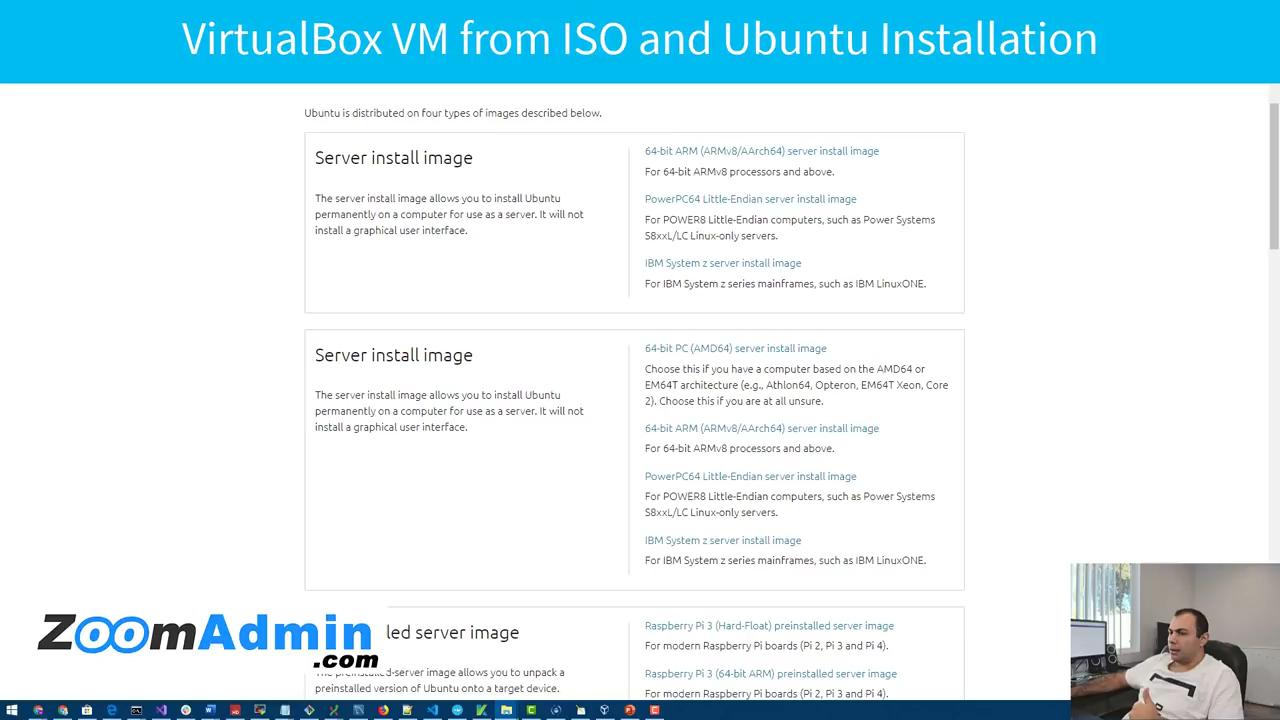 VirtualBox VM from ISO and Ubuntu Installation
Ubuntu is distributed on four types of images described below.
Server install image
The server install image allows you to install Ubuntu
permanently on a computer for use as a server. It will not
install a graphical user interface.
64-bit ARM (ARMv8/AArch64) server install image
For 64-bit ARMv8 processors and above.
PowerPC64 Little-Endian server install image
For POWER8 Little-Endian computers, such as Power Systems
S8xxL/LC Linux-only servers.
IBM System z server install image
For IBM System z series mainframes, such as IBM LinuxONE.
Server install image
The server install image allows you to install Ubuntu
permanently on a computer for use as a server. It will not
install a graphical user interface.
64-bit PC (AMD64) server install image
Choose this if you have a computer based on the AMD64 or
EM64T architecture (e.g., Athlon64, Opteron, EM64T Xeon, Core
2). Choose this if you are at all unsure.
64-bit ARM (ARMv8/AArch64) server install image
For 64-bit ARMv8 processors and above.
PowerPC64 Little-Endian server install image
For POWER8 Little-Endian computers, such as Power Systems
S8xxL/LC Linux-only servers.
IBM System z server install image
For IBM System z series mainframes, such as IBM LinuxONE.
led server image
-server image allows you to unpack a
preinstalled version of Ubuntu onto a target device.
Raspberry Pi 3 (Hard-Float) preinstalled server image
For modern Raspberry Pi boards (Pi 2, Pi 3 and Pi 4).
Raspberry Pi 3 (64-bit ARM) preinstalled server image
For modern Raspberry Pi boards (Pi 2, Pi 3 and Pi 4).
ZoomAdmin
.com